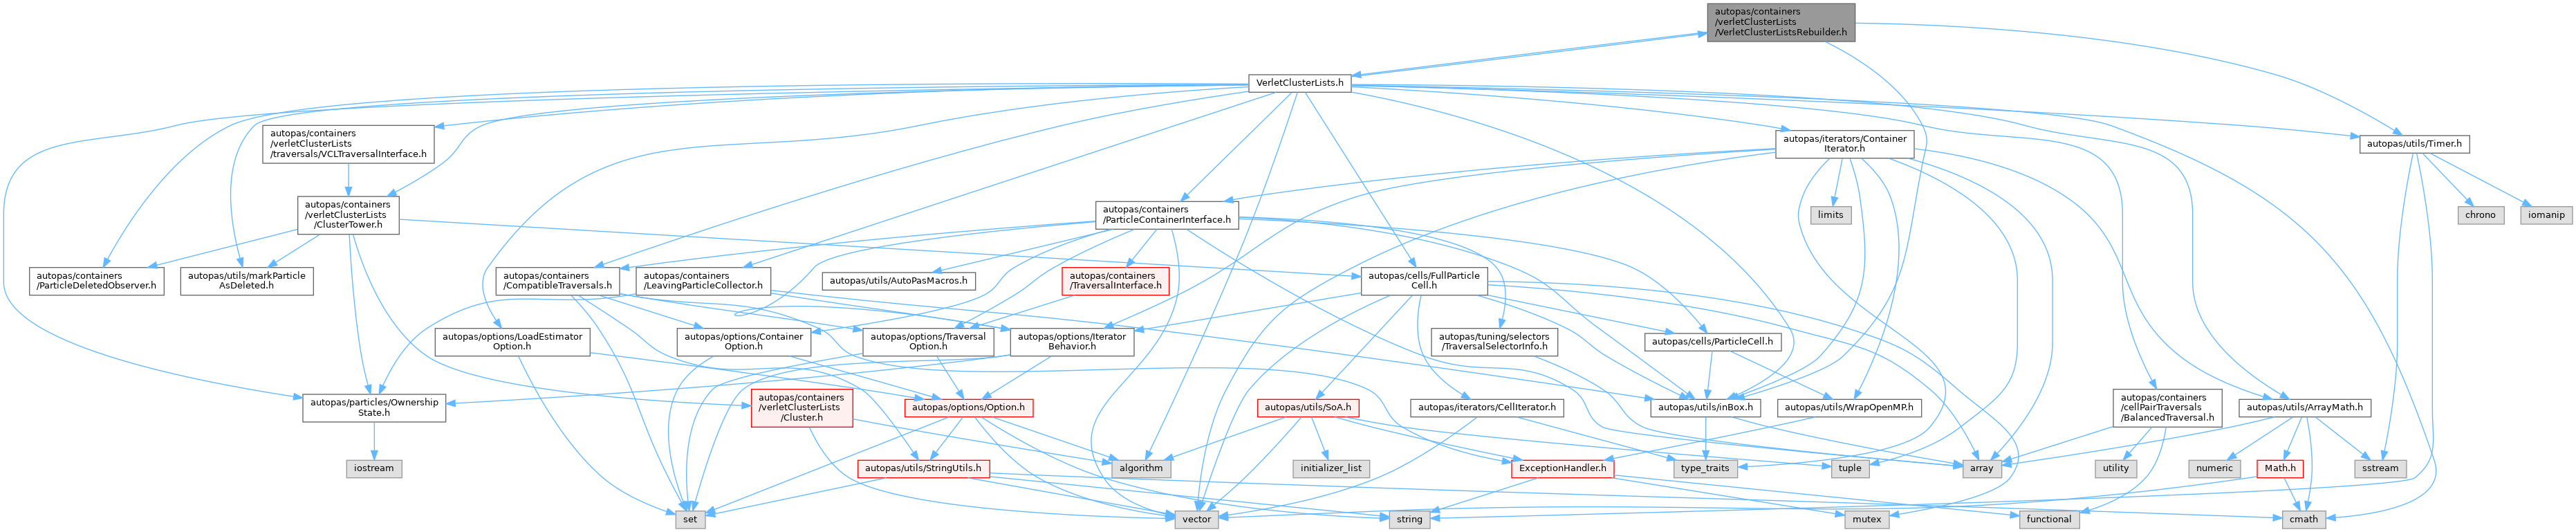 autopas/containers
/verletClusterLists
/VerletClusterListsRebuilder.h
VerletClusterLists.h
autopas/containers
/verletClusterLists
/traversals/VCLTraversalInterface.h
autopas/iterators/Container
Iterator.h
autopas/utils/Timer.h
autopas/containers
/verletClusterLists
/ClusterTower.h
autopas/containers
/ParticleContainerInterface.h
limits
chrono
iomanip
autopas/containers
/ParticleDeletedObserver.h
autopas/utils/markParticle
AsDeleted.h
autopas/containers
/CompatibleTraversals.h
autopas/containers
/LeavingParticleCollector.h
autopas/utils/AutoPasMacros.h
autopas/containers
/TraversalInterface.h
autopas/cells/FullParticle
Cell.h
autopas/options/LoadEstimator
Option.h
autopas/options/Container
Option.h
autopas/options/Traversal
Option.h
autopas/options/Iterator
Behavior.h
autopas/tuning/selectors
/TraversalSelectorInfo.h
autopas/cells/ParticleCell.h
autopas/particles/Ownership
State.h
autopas/containers
/verletClusterLists
/Cluster.h
autopas/options/Option.h
autopas/utils/SoA.h
autopas/iterators/CellIterator.h
autopas/utils/inBox.h
autopas/utils/WrapOpenMP.h
autopas/containers
/cellPairTraversals
/BalancedTraversal.h
autopas/utils/ArrayMath.h
iostream
autopas/utils/StringUtils.h
algorithm
initializer_list
ExceptionHandler.h
type_traits
tuple
array
utility
numeric
Math.h
sstream
set
vector
string
mutex
functional
cmath